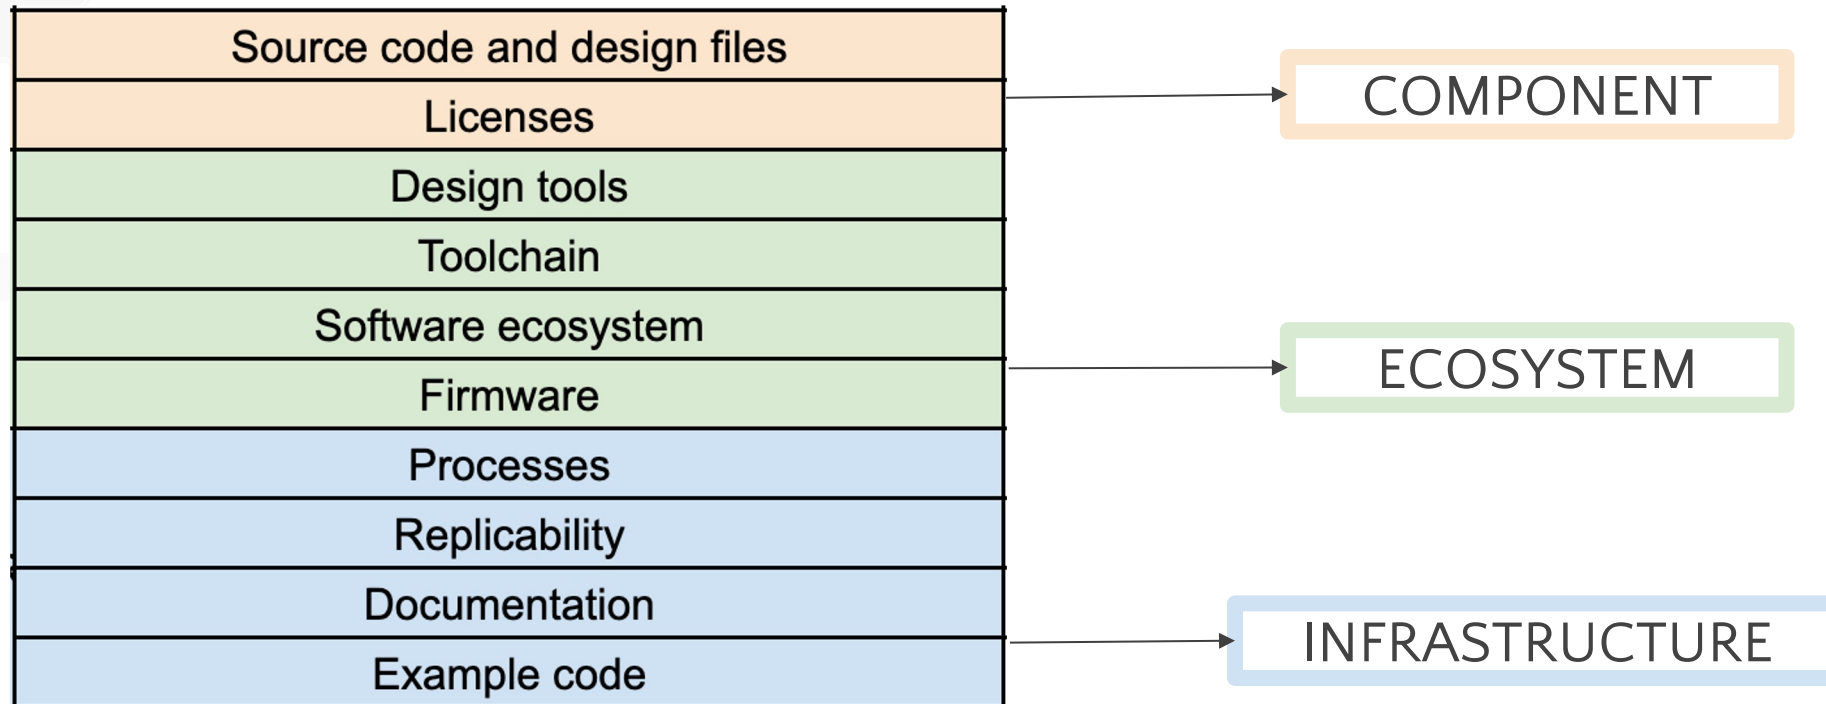 Source code and design files
Licenses
COMPONENT
Design tools
Toolchain
Software ecosystem
Firmware
ECOSYSTEM
Processes
Replicability
Documentation
Example code
INFRASTRUCTURE